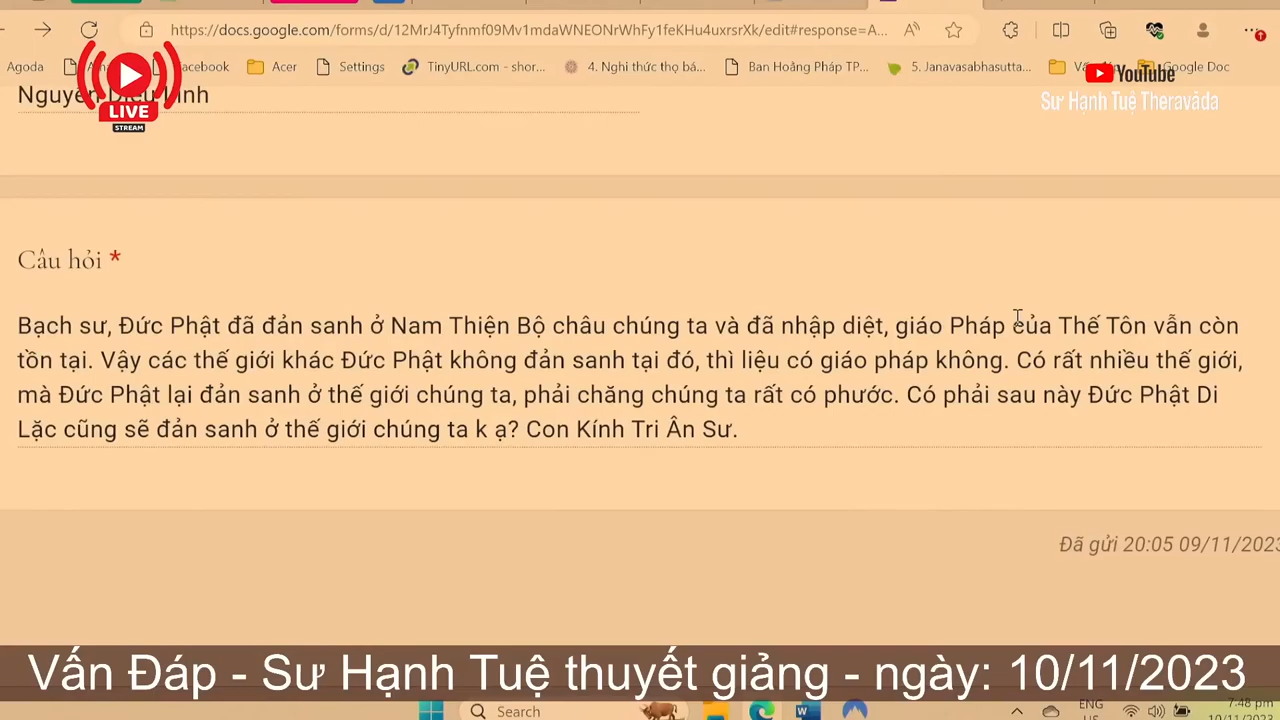 https://docs.google.com/forms/d/12MrJ4Tyfnmf09Mv1mdaWNEONrWhFy1feKHu4uxrsrXk/edit#response=A...
Agoda
Facebook
Acer
Settings
TinyURL.com - shor...
4. Nghi thức thọ bá...
Ban Hoằng Pháp TP...
5. Janavasabhasutta...
Google Doc
LIVE
STREAM
YouTube
Sư Hạnh Tuệ Theravāda
Nguyễn Diệu Linh
Câu hỏi *
Bạch sư, Đức Phật đã đản sanh ở Nam Thiện Bộ châu chúng ta và đã nhập diệt, giáo Pháp của Thế Tôn vẫn còn
tồn tại. Vậy các thế giới khác Đức Phật không đản sanh tại đó, thì liệu có giáo pháp không. Có rất nhiều thế giới,
mà Đức Phật lại đản sanh ở thế giới chúng ta, phải chăng chúng ta rất có phước. Có phải sau này Đức Phật Di
Lặc cũng sẽ đản sanh ở thế giới chúng ta k ạ? Con Kính Tri Ân Sư.
Đã gửi 20:05 09/11/2023
Vấn Đáp - Sư Hạnh Tuệ thuyết giảng - ngày: 10/11/2023
Search
ENG
7:48 pm